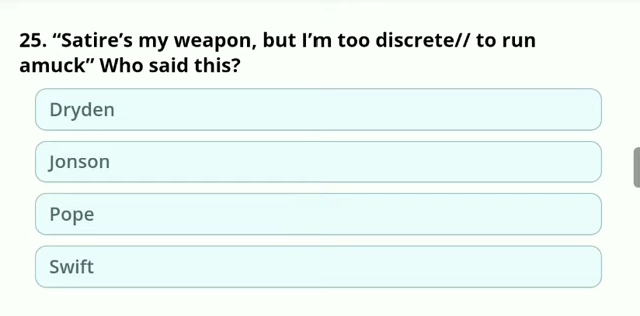 25. “Satire’s my weapon, but I’m too discrete// to run
amuck” Who said this?
Dryden
Jonson
Pope
Swift